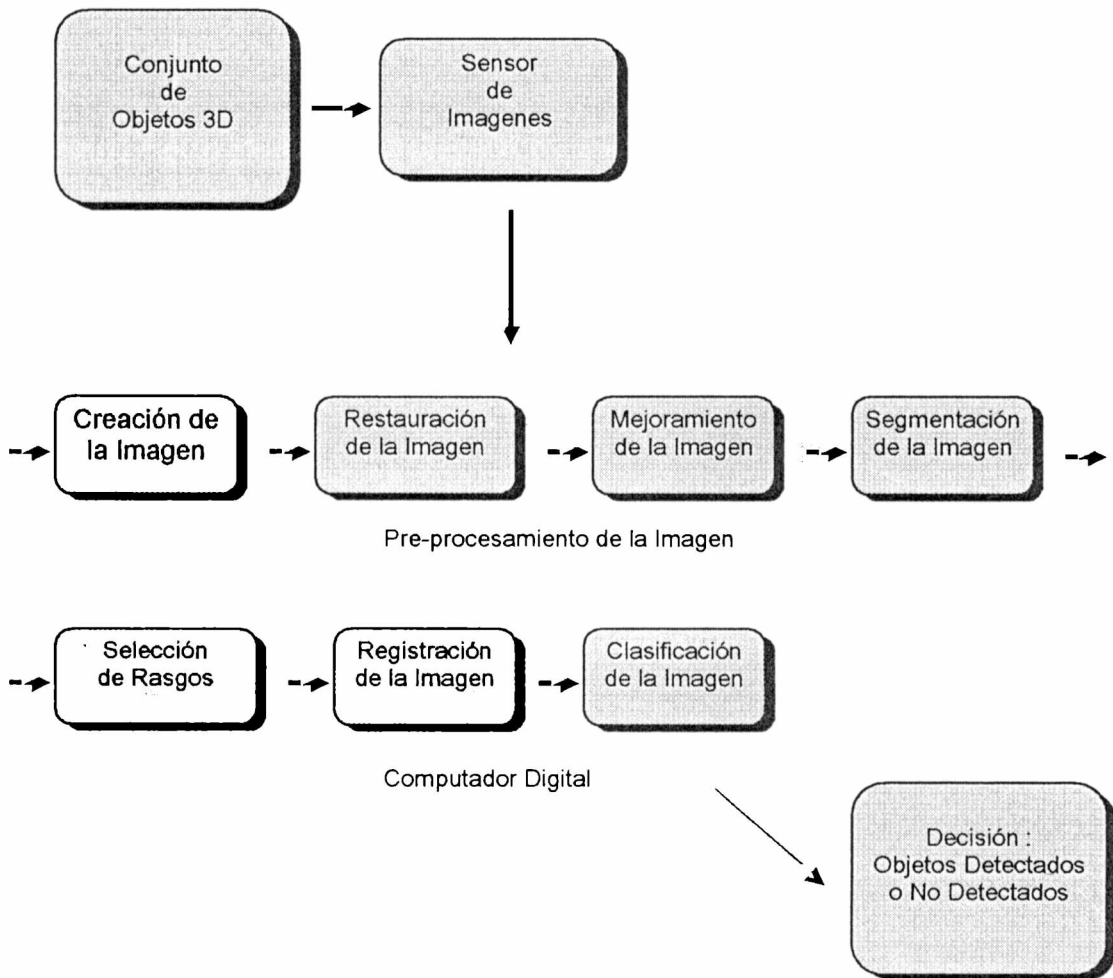 Conjunto
de
Objetos 3D
Sensor
de
Imagenes
Creación de
la Imagen
Restauración
de la Imagen
Mejoramiento
de la Imagen
Segmentación
de la Imagen
Pre-procesamiento de la Imagen
Selección
de Rasgos
Registración
de la Imagen
Clasificación
de la Imagen
Computador Digital
Decisión :
Objetos Detectados
o No Detectados